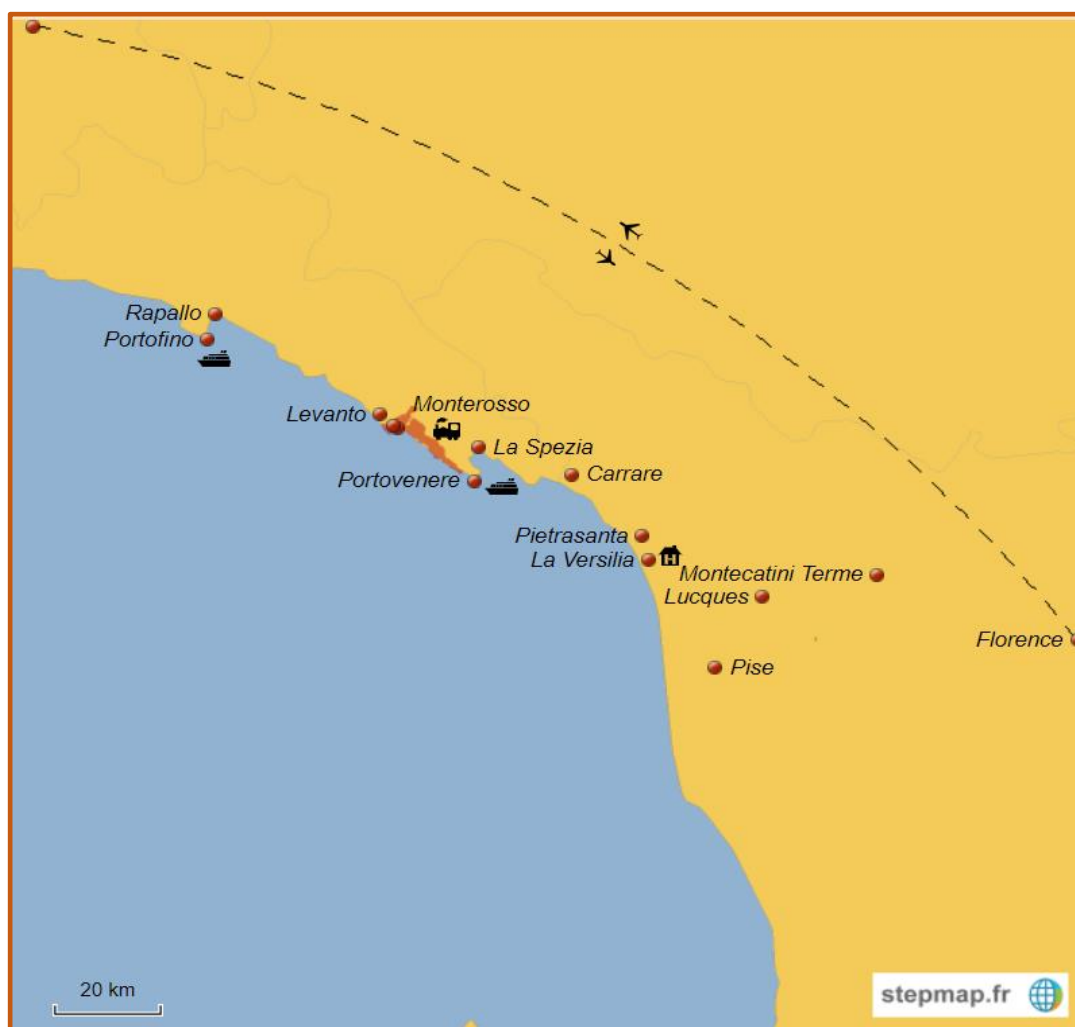 Rapallo
Portofino
Monterosso
Levanto
La Spezia
Carrare
Portovenere
Pietrasanta
La Versilia
H
Montecatini Terme
Lucques
Florence
Pise
20 km
stepmap.fr